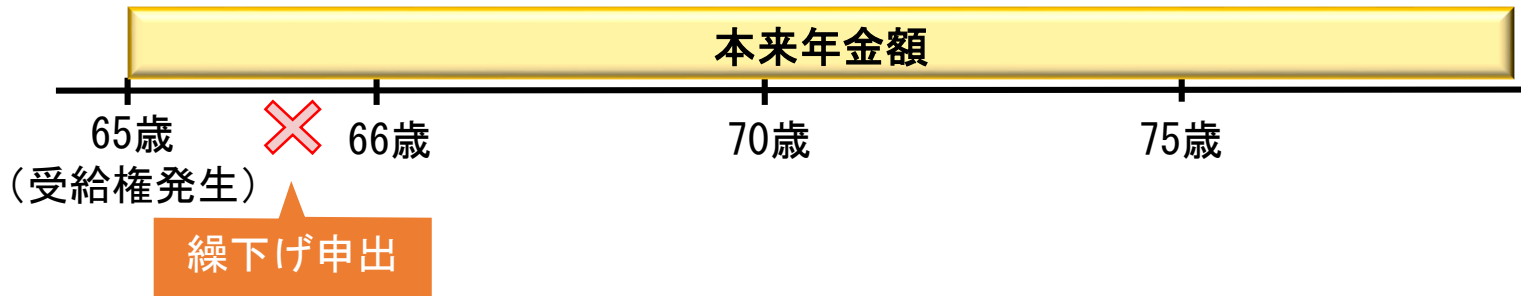 本来年金額
65歳
66歳
70歳
75歳
（受給権発生）
繰下げ申出